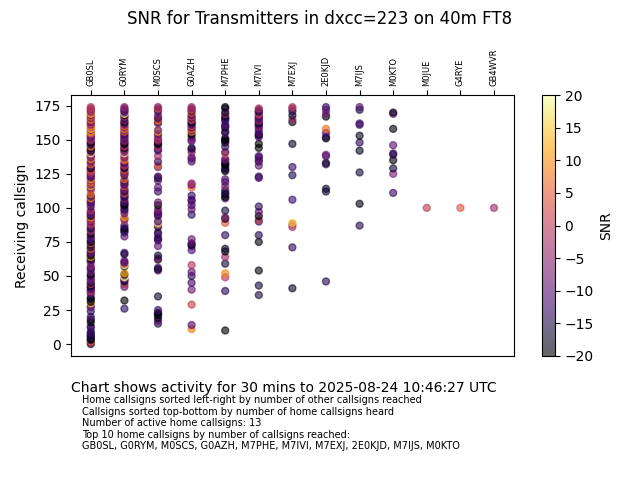 SNR for Transmitters in dxcc=223 on 40m FT8
GB0SL
G0RYM
M0SCS
G0AZH
M7PHE
M7IVI
M7EXJ
2E0KJD
M7IJS
M0KTO
M0JUE
G4RYE
GB4WVR
175
150
125
100
75
50
25
0
Receiving callsign
20
15
10
5
0
−5
−10
−15
−20
SNR
Chart shows activity for 30 mins to 2025-08-24 10:46:27 UTC
Home callsigns sorted left-right by number of other callsigns reached
Callsigns sorted top-bottom by number of home callsigns heard
Number of active home callsigns: 13
Top 10 home callsigns by number of callsigns reached:
GB0SL, G0RYM, M0SCS, G0AZH, M7PHE, M7IVI, M7EXJ, 2E0KJD, M7IJS, M0KTO